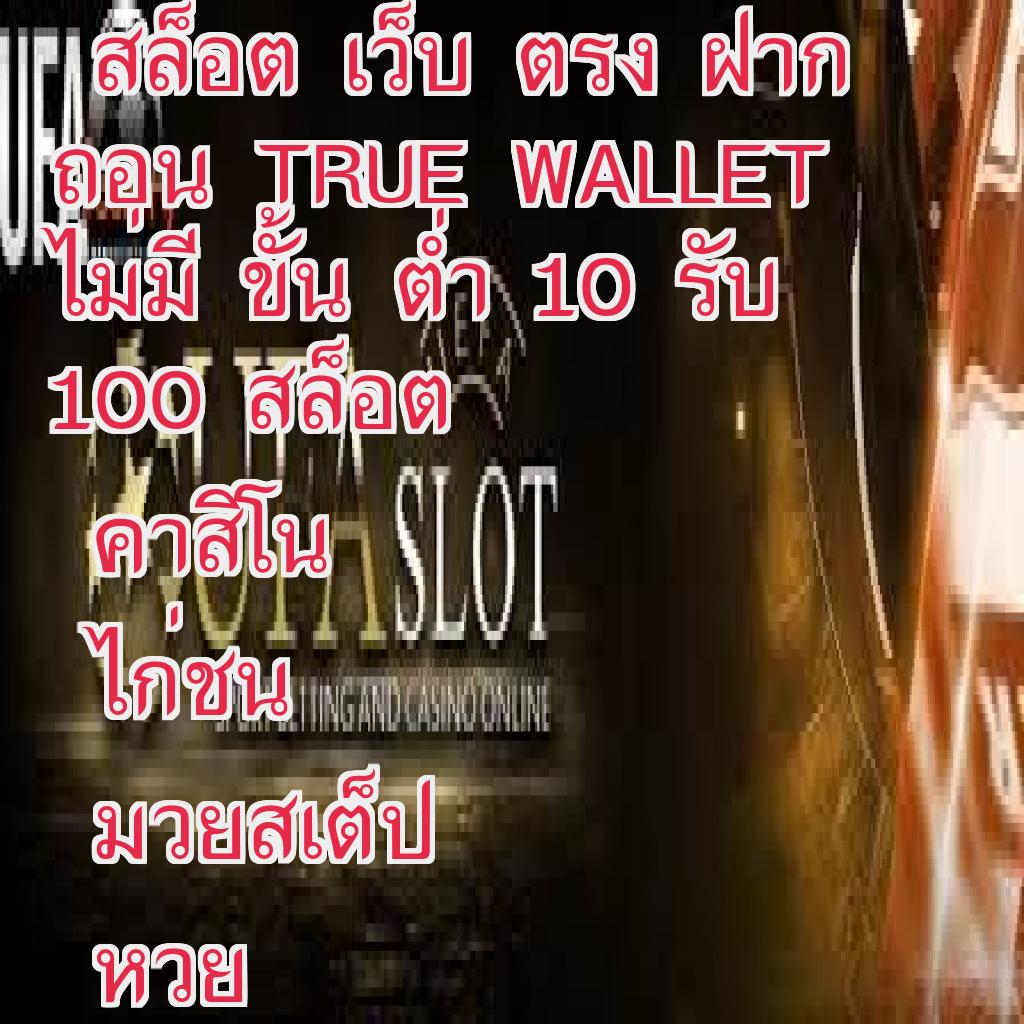 สล็อต เว็บ ตรง ฝาก
ถอน TRUE WALLET
ไม่มี ขั้น ต่ำ 10 รับ
100 สล็อต
คาสิโน
ไก่ชน
มวยสเต็ป
หวย
UFA
UFA SLOT
BETTING AND CASINO ONLINE